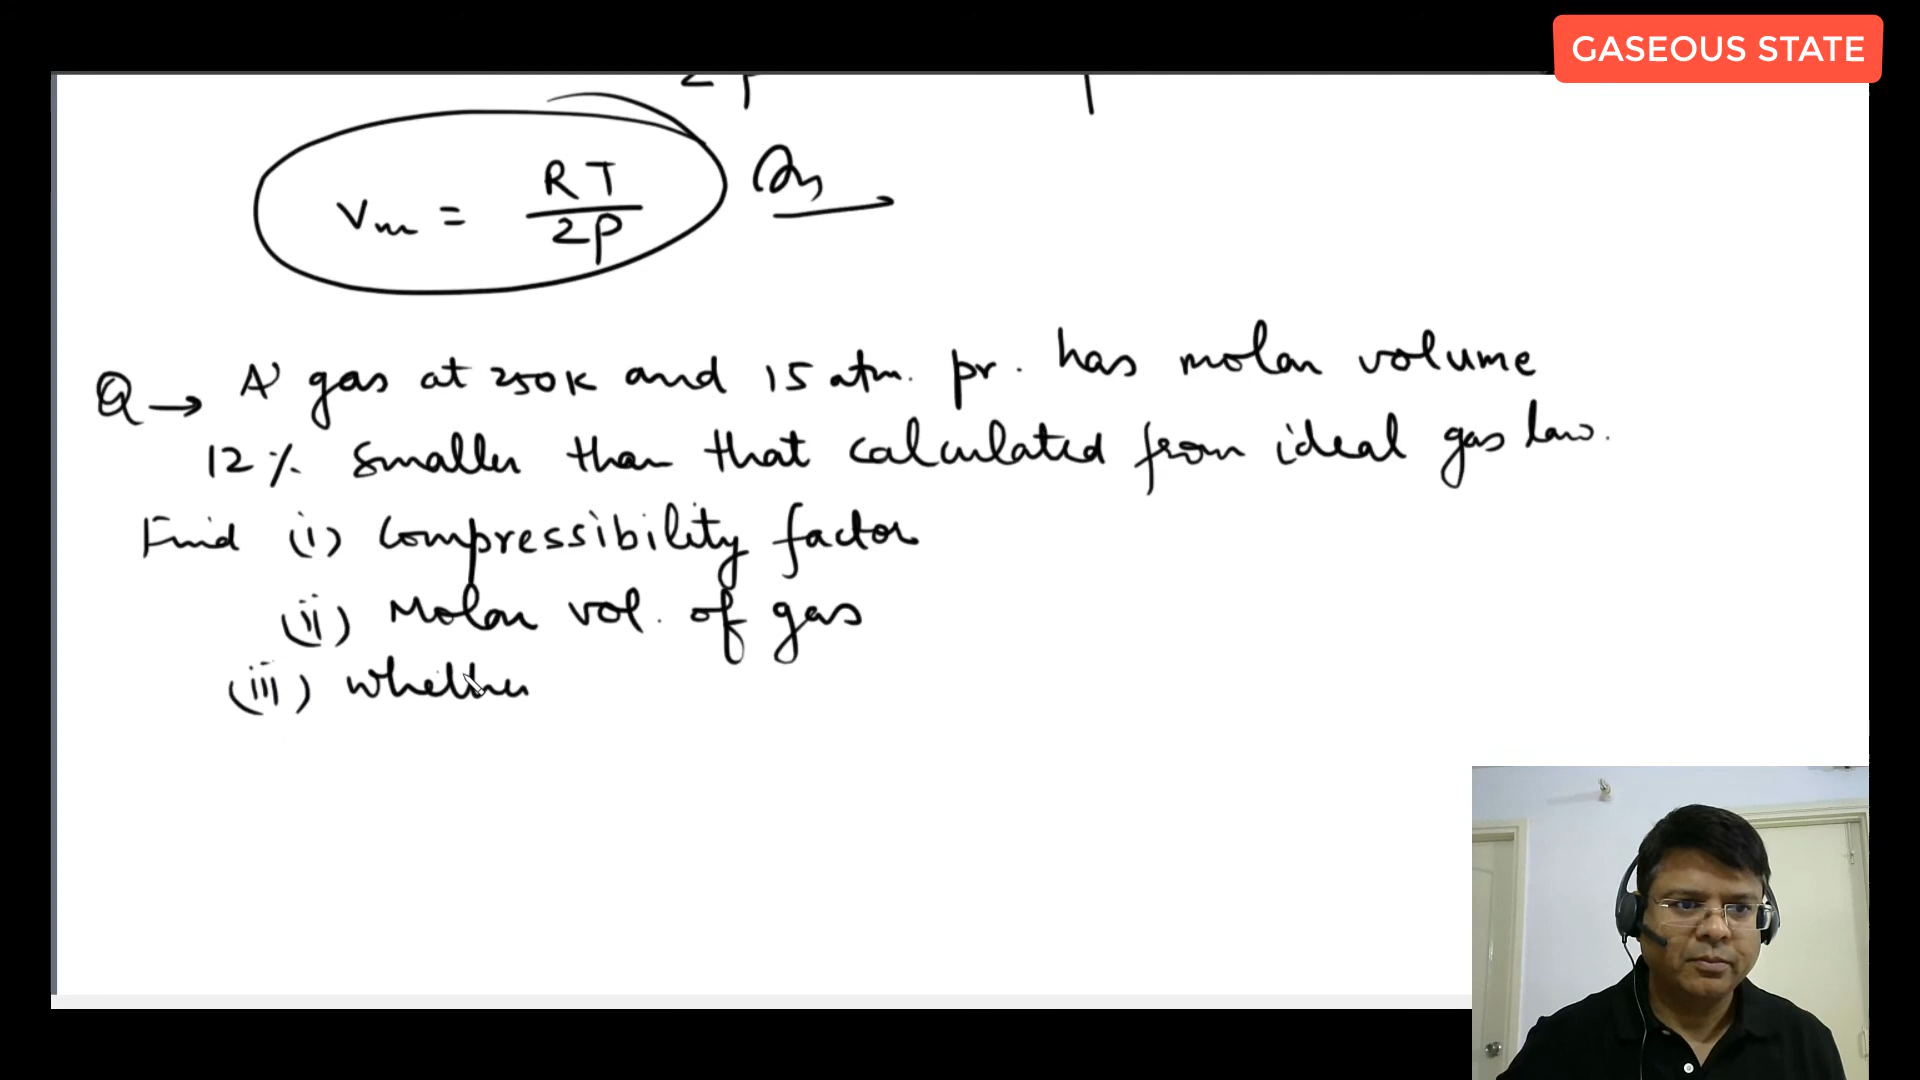 GASEOUS STATE
Vm = RT / 2P Ans
Q → A gas at 250K and 15 atm. pr. has molar volume
12% smaller than that calculated from ideal gas law.
Find (i) Compressibility factor
(ii) Molar vol. of gas
(iii) Whether